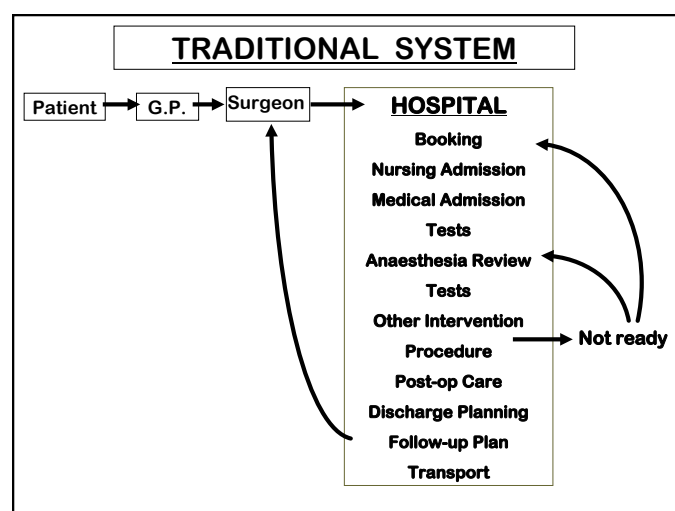 TRADITIONAL SYSTEM
Patient
G.P.
Surgeon
HOSPITAL
Booking
Nursing Admission
Medical Admission
Tests
Anaesthesia Review
Tests
Other Intervention
Procedure
Not ready
Post-op Care
Discharge Planning
Follow-up Plan
Transport